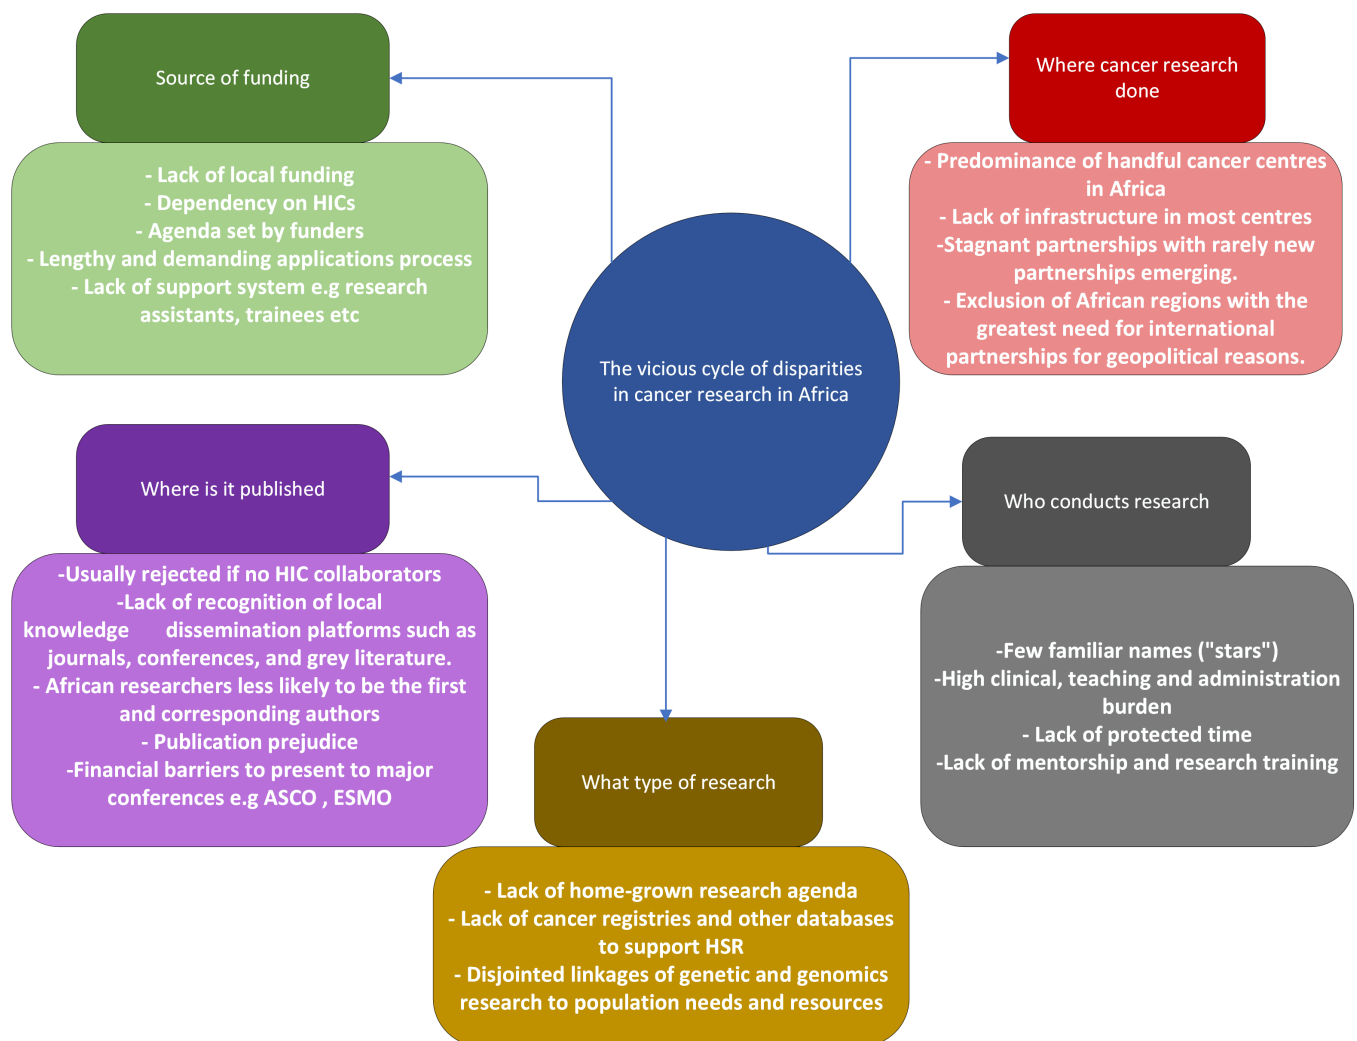 Source of funding
- Lack of local funding
- Dependency on HICs
- Agenda set by funders
- Lengthy and demanding applications process
- Lack of support system e.g research
assistants, trainees etc
Where cancer research
done
- Predominance of handful cancer centres
in Africa
- Lack of infrastructure in most centres
-Stagnant partnerships with rarely new
partnerships emerging.
- Exclusion of African regions with the
greatest need for international
partnerships for geopolitical reasons.
The vicious cycle of disparities
in cancer research in Africa
Where is it published
-Usually rejected if no HIC collaborators
-Lack of recognition of local
knowledge      dissemination platforms such as
journals, conferences, and grey literature.
- African researchers less likely to be the first
and corresponding authors
- Publication prejudice
-Financial barriers to present to major
conferences e.g ASCO , ESMO
Who conducts research
-Few familiar names ("stars")
-High clinical, teaching and administration
burden
- Lack of protected time
-Lack of mentorship and research training
What type of research
- Lack of home-grown research agenda
- Lack of cancer registries and other databases
to support HSR
- Disjointed linkages of genetic and genomics
research to population needs and resources